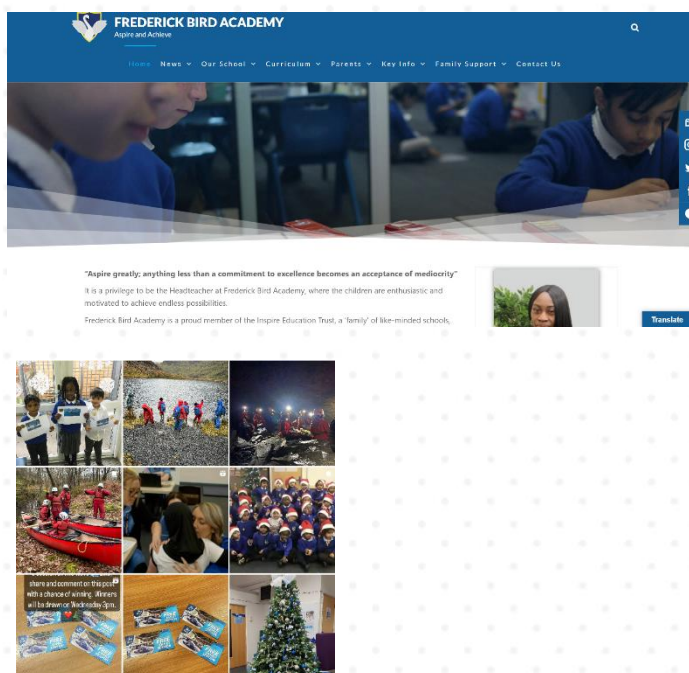 FREDERICK BIRD ACADEMY
Aspire and Achieve
Home News Our School Curriculum Parents Key Info Family Support Contact Us
"Aspire greatly; anything less than a commitment to excellence becomes an acceptance of mediocrity"
It is a privilege to be the Headteacher at Frederick Bird Academy, where the children are enthusiastic and
motivated to achieve endless possibilities.
Frederick Bird Academy is a proud member of the Inspire Education Trust, a 'family' of like-minded schools,
Translate
share and comment on this post
with a chance of winning. Winners
will be drawn on Wednesday 3pm.